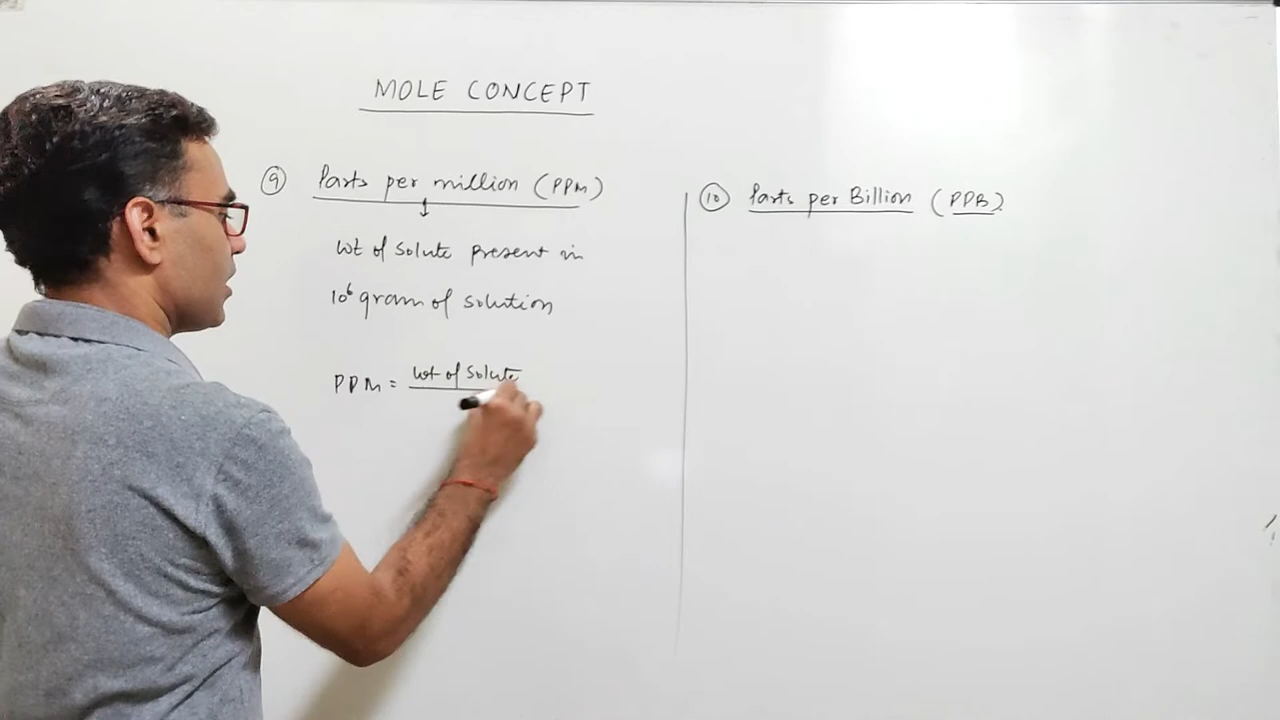 MOLE CONCEPT
9 Parts per million (PPM)
wt of solute present in
10⁶ gram of solution
PPM = wt of Solute
10 Parts per Billion (PPB)